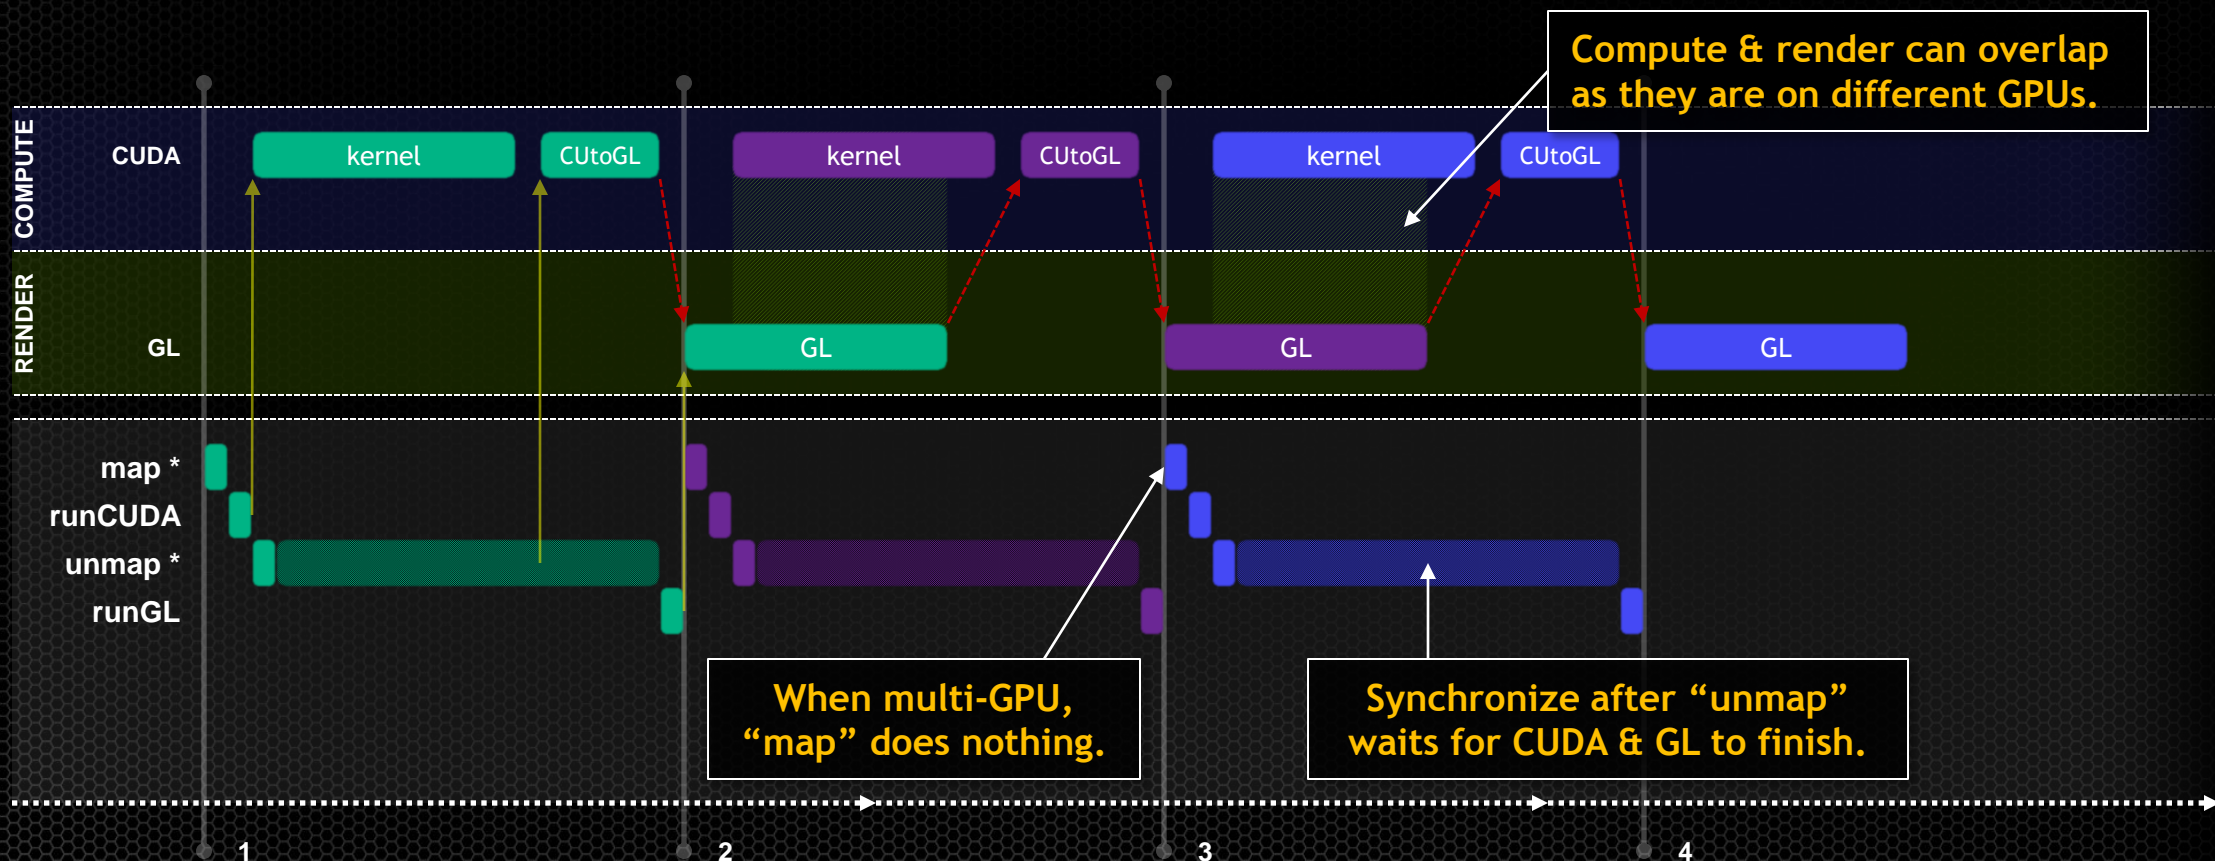 Compute & render can overlap
as they are on different GPUs.
COMPUTE
CUDA
kernel
CUtoGL
kernel
CUtoGL
kernel
CUtoGL
RENDER
GL
GL
GL
GL
map *
runCUDA
unmap *
runGL
When multi-GPU,
“map” does nothing.
Synchronize after “unmap”
waits for CUDA & GL to finish.
1
2
3
4